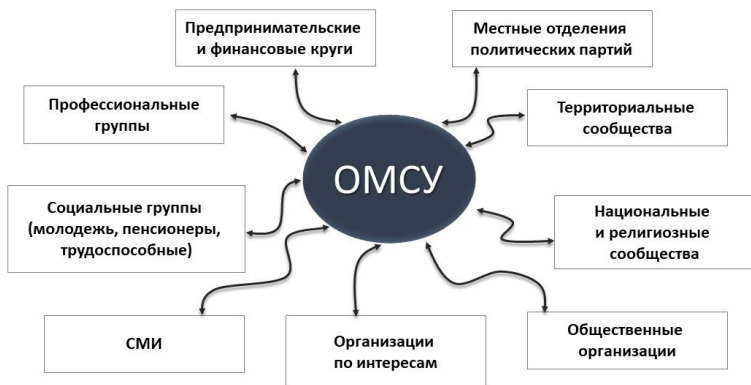 Предпринимательские
и финансовые круги
Местные отделения
политических партий
Профессиональные
группы
Территориальные
сообщества
ОМСУ
Социальные группы
(молодежь, пенсионеры,
трудоспособные)
Национальные
и религиозные
сообщества
СМИ
Организации
по интересам
Общественные
организации